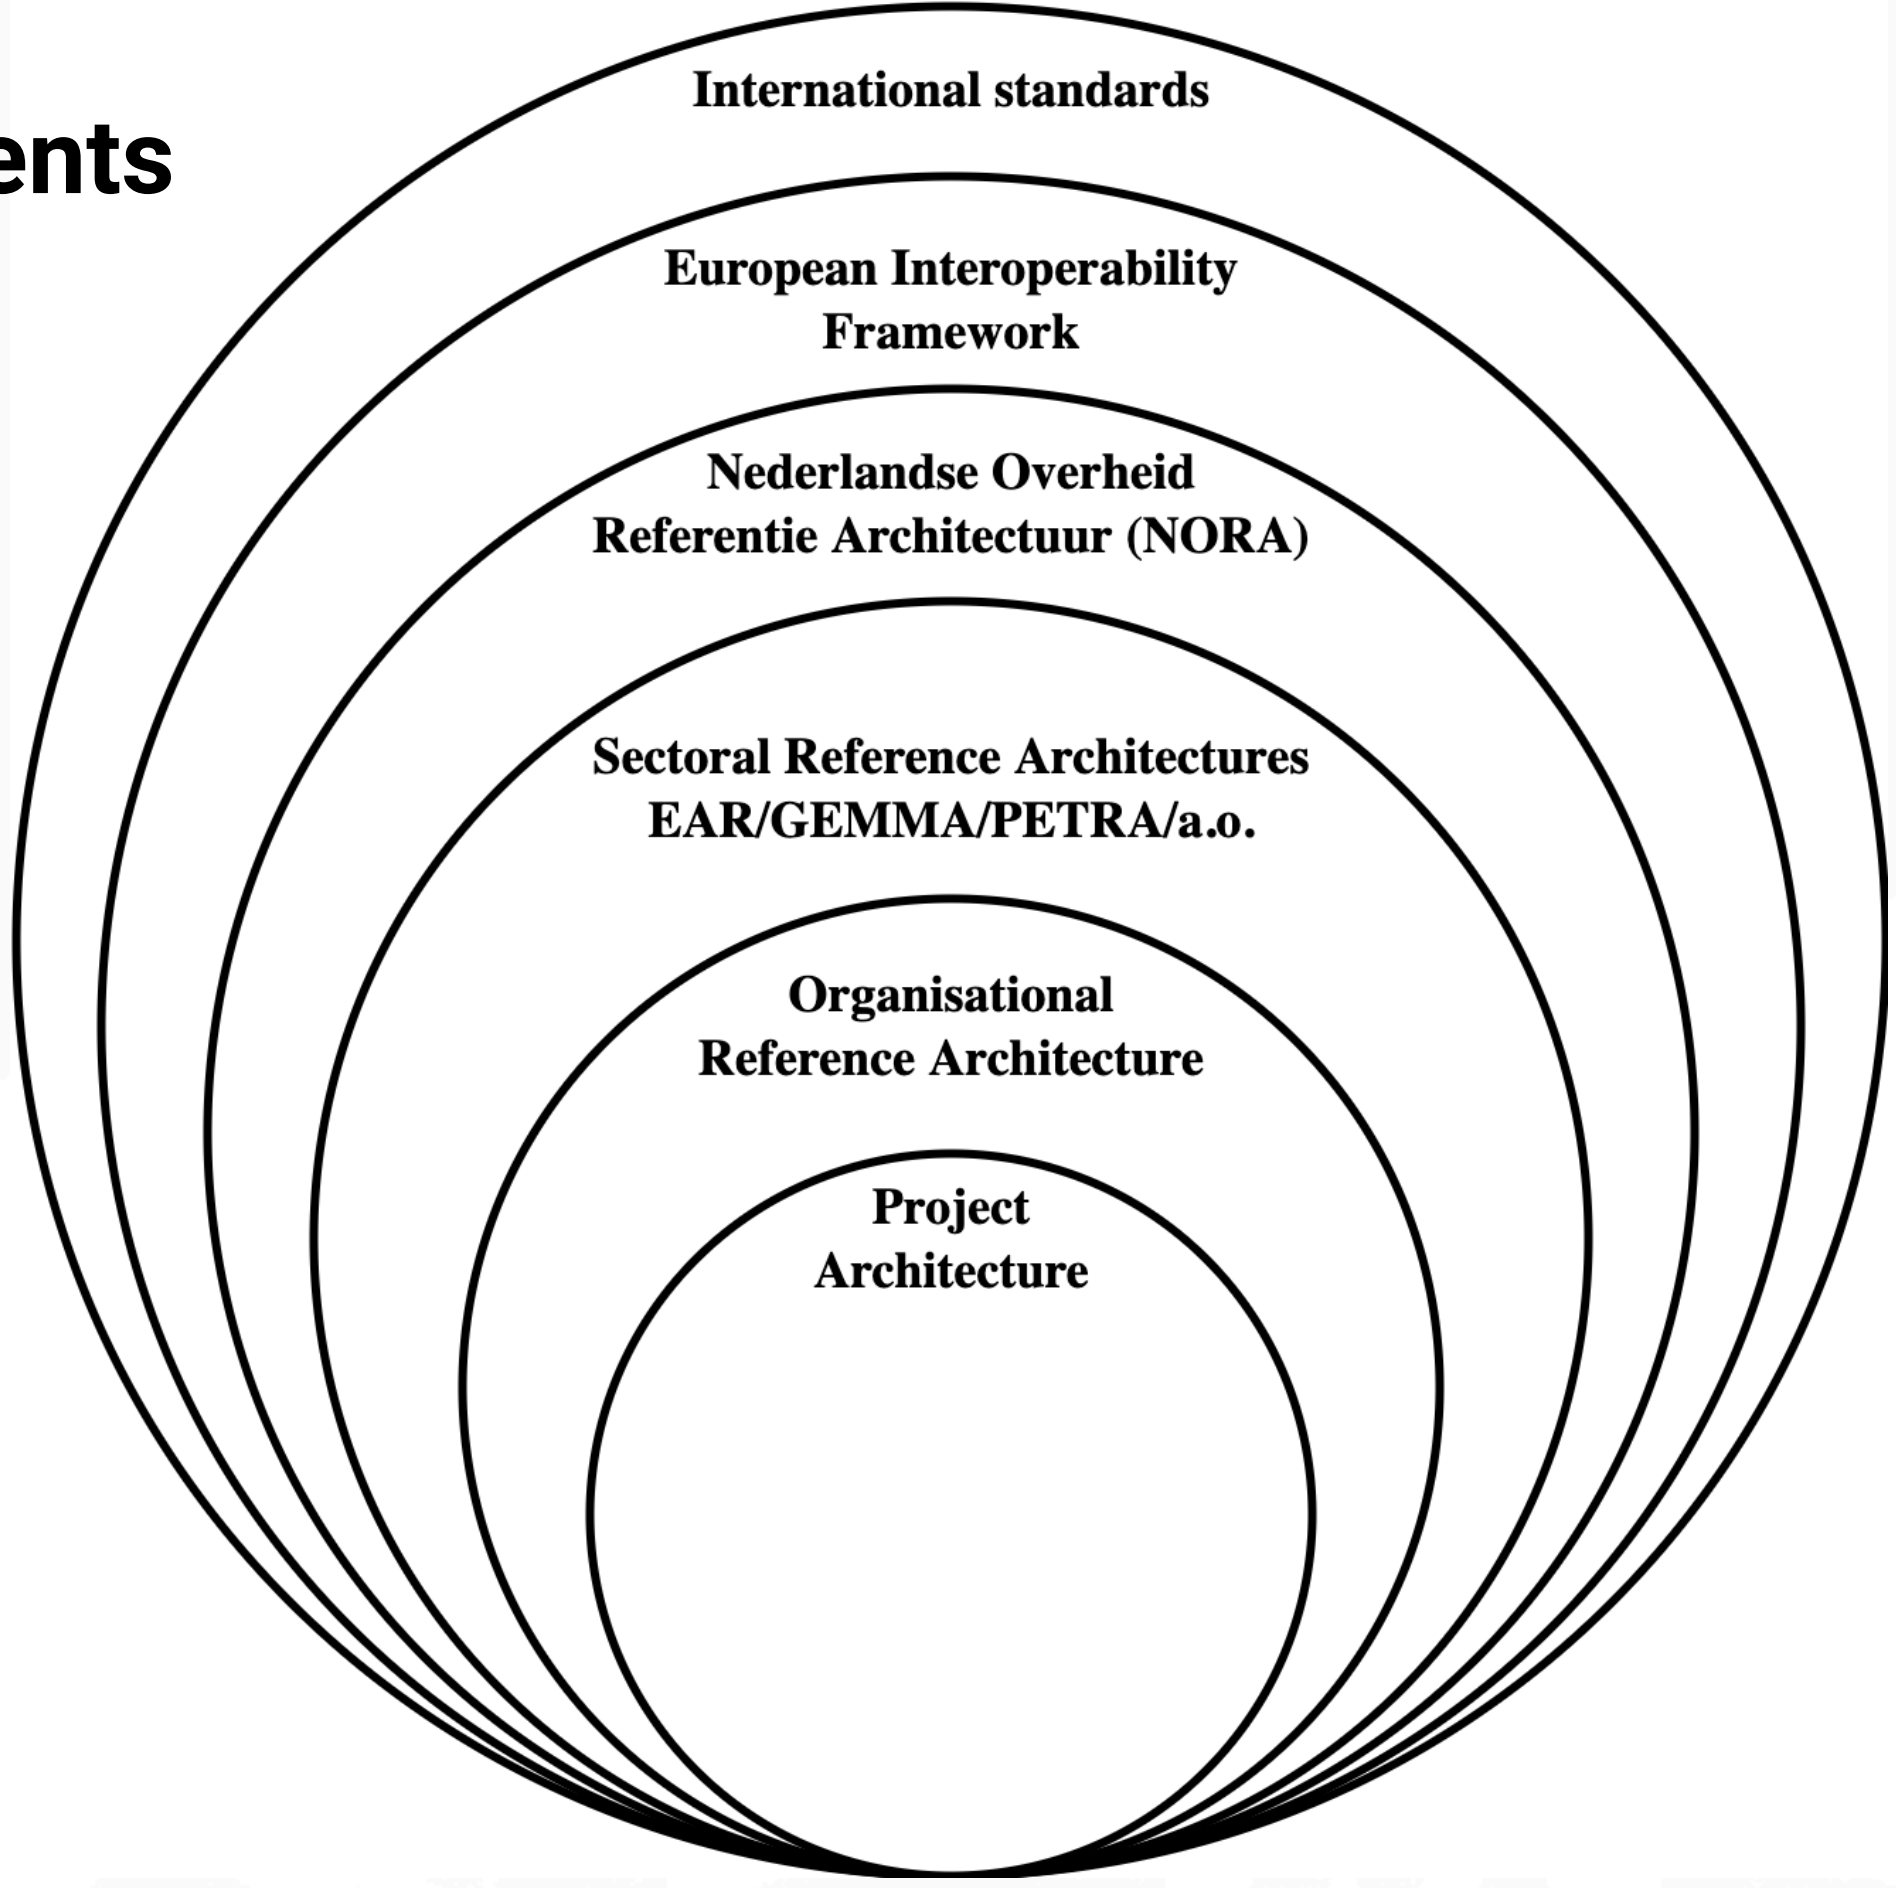 International standards
ents
European Interoperability
Framework
Nederlandse Overheid
Referentie Architectuur (NORA)
Sectoral Reference Architectures
EAR/GEMMA/PETRA/a.o.
Organisational
Reference Architecture
Project
Architecture